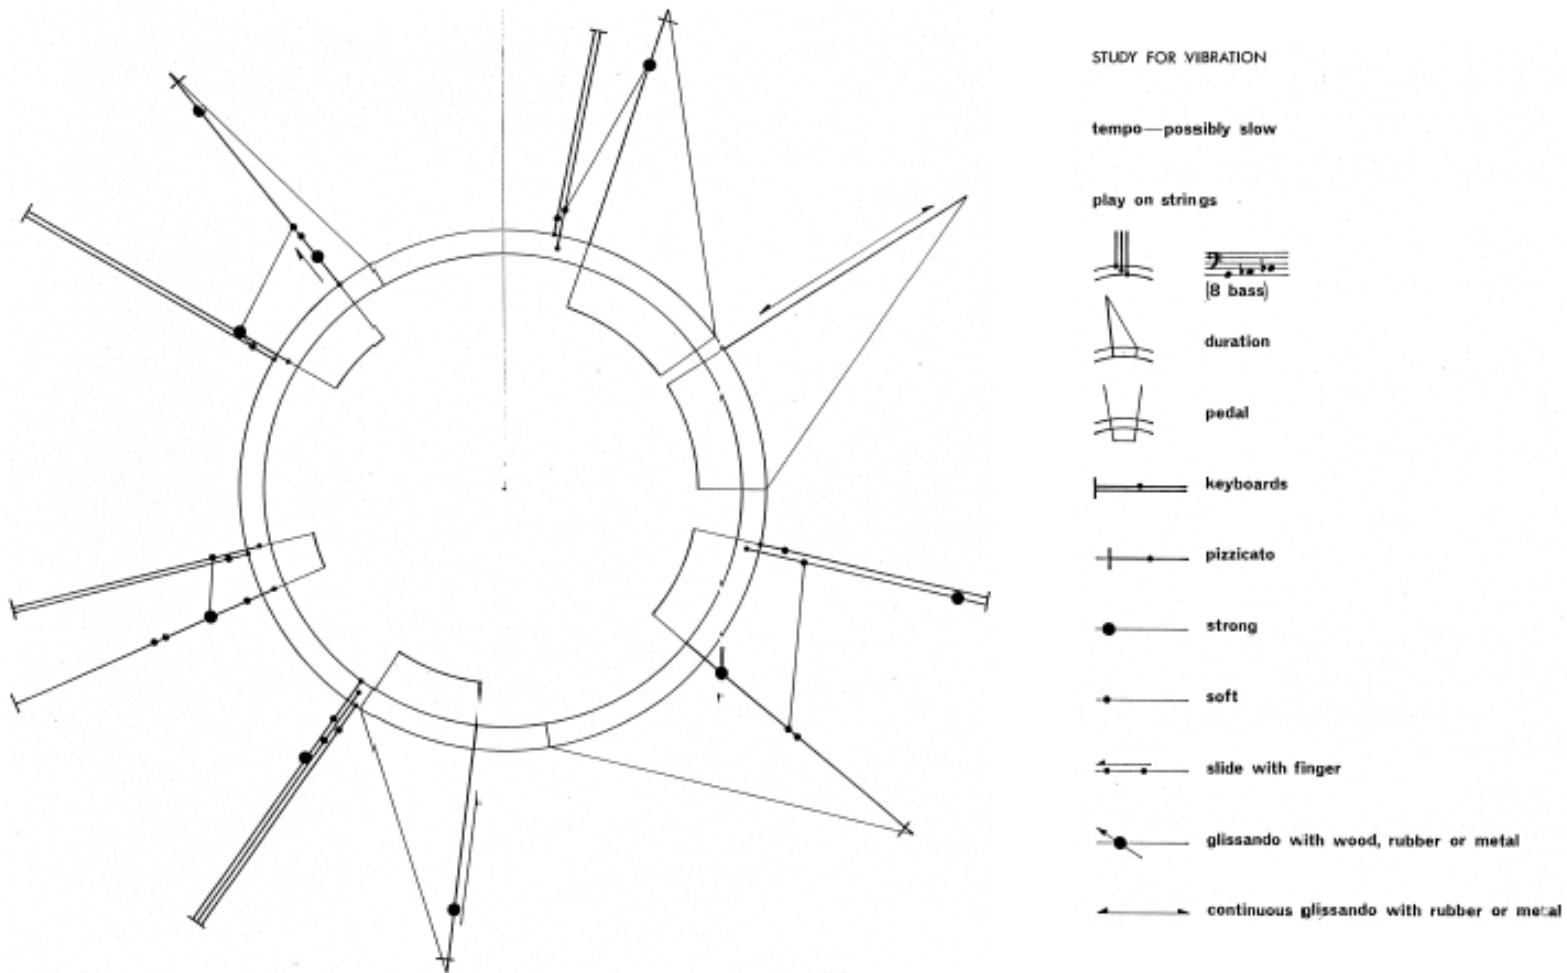 STUDY FOR VIBRATION
tempo—possibly slow
play on strings
(8 bass)
duration
pedal
keyboards
pizzicato
strong
soft
slide with finger
glissando with wood, rubber or metal
continuous glissando with rubber or metal